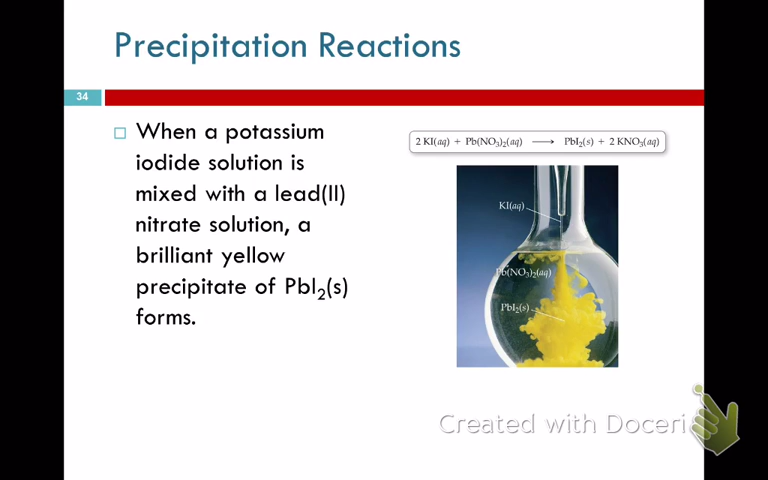 Precipitation Reactions
34
When a potassium
iodide solution is
mixed with a lead(II)
nitrate solution, a
brilliant yellow
precipitate of PbI₂(s)
forms.
2 KI(aq) + Pb(NO₃)₂(aq) ⟶ PbI₂(s) + 2 KNO₃(aq)
KI(aq)
Pb(NO₃)₂(aq)
PbI₂(s)
Created with Doceri